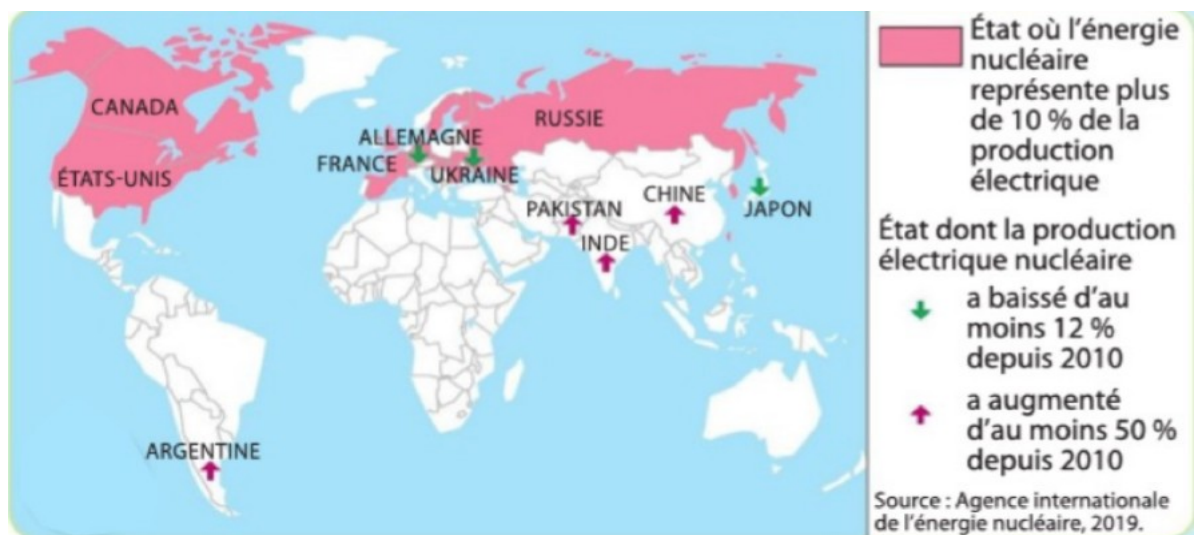 CANADA
ÉTATS-UNIS
ALLEMAGNE
FRANCE
UKRAINE
RUSSIE
PAKISTAN
CHINE
JAPON
INDE
ARGENTINE
État où l'énergie
nucléaire
représente plus
de 10 % de la
production
électrique
État dont la production
électrique nucléaire
a baissé d'au
moins 12 %
depuis 2010
a augmenté
d'au moins 50 %
depuis 2010
Source : Agence internationale
de l'énergie nucléaire, 2019.